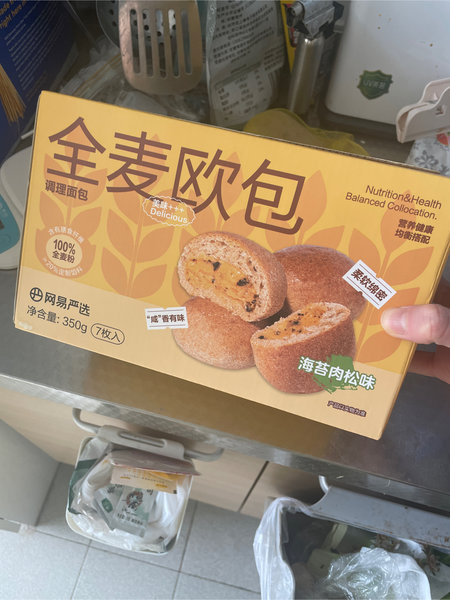 全麦欧包
调理面包
美味+++
Delicious
Nutrition&Health
Balanced Collocation.
营养健康
均衡搭配
100%
全麦粉
网易严选
净含量: 350g
7枚入
"咸"香有味
柔软绵密
海苔肉松味